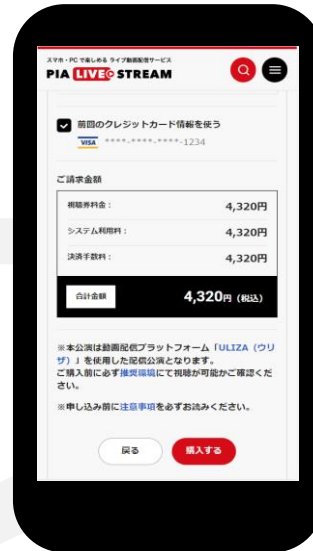 スマホ・PC で楽しめる ライブ動画配信サービス
PIA LIVE STREAM
前回のクレジットカード情報を使う
VISA ****-****-****-1234
ご請求金額
視聴券料金： 4,320円
システム利用料： 4,320円
決済手数料： 4,320円
合計金額 4,320円 (税込)
※本公演は動画配信プラットフォーム「ULIZA（ウリ
ザ）」を使用した配信公演となります。
ご購入前に必ず推奨環境にて視聴が可能かご確認くだ
さい。
※申し込み前に注意事項を必ずお読みください。
戻る 購入する